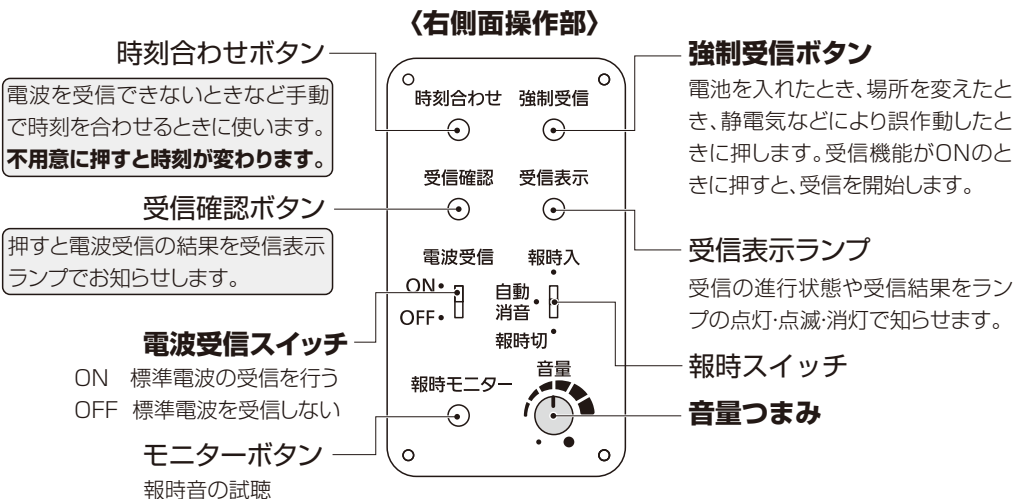 〈右側面操作部〉
時刻合わせボタン
電波を受信できないときなど手動
で時刻を合わせるときに使います。
不用意に押すと時刻が変わります。
受信確認ボタン
押すと電波受信の結果を受信表示
ランプでお知らせします。
電波受信スイッチ
ON 標準電波の受信を行う
OFF 標準電波を受信しない
モニターボタン
報時音の試聴
時刻合わせ 強制受信
受信確認 受信表示
電波受信 報時入
ON
自動
消音
OFF
報時切
音量
報時モニター
強制受信ボタン
電池を入れたとき、場所を変えたと
き、静電気などにより誤作動したと
きに押します。受信機能がONのと
きに押すと、受信を開始します。
受信表示ランプ
受信の進行状態や受信結果をラン
プの点灯・点滅・消灯で知らせます。
報時スイッチ
音量つまみ